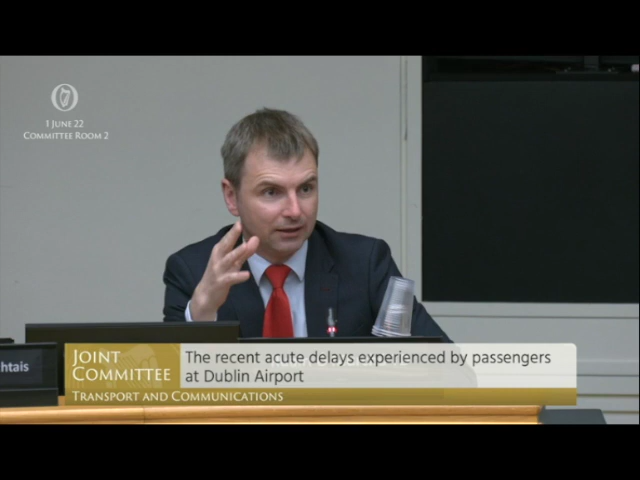 1 June 22
Committee Room 2
htais
Joint
Committee
The recent acute delays experienced by passengers
at Dublin Airport
Transport and Communications